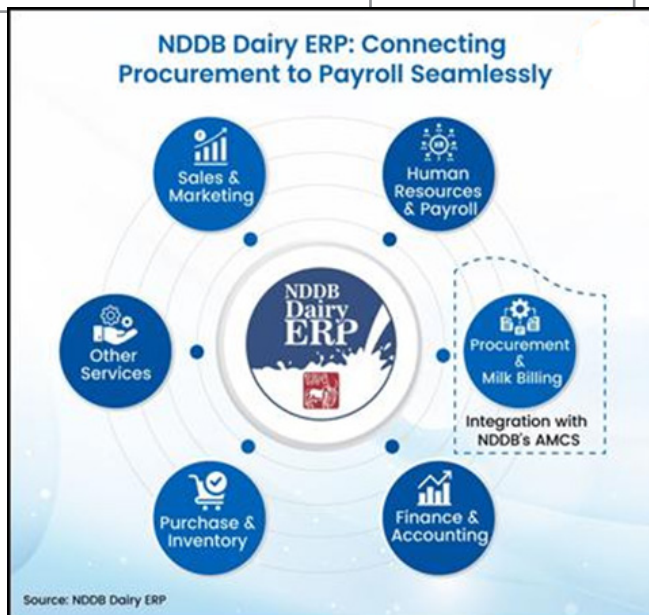 NDDB Dairy ERP: Connecting
Procurement to Payroll Seamlessly
Sales &
Marketing
Human
Resources
& Payroll
Other
Services
NDDB
Dairy
ERP
Procurement
&
Milk Billing
Integration with
NDDB's AMCS
Purchase &
Inventory
Finance &
Accounting
Source: NDDB Dairy ERP